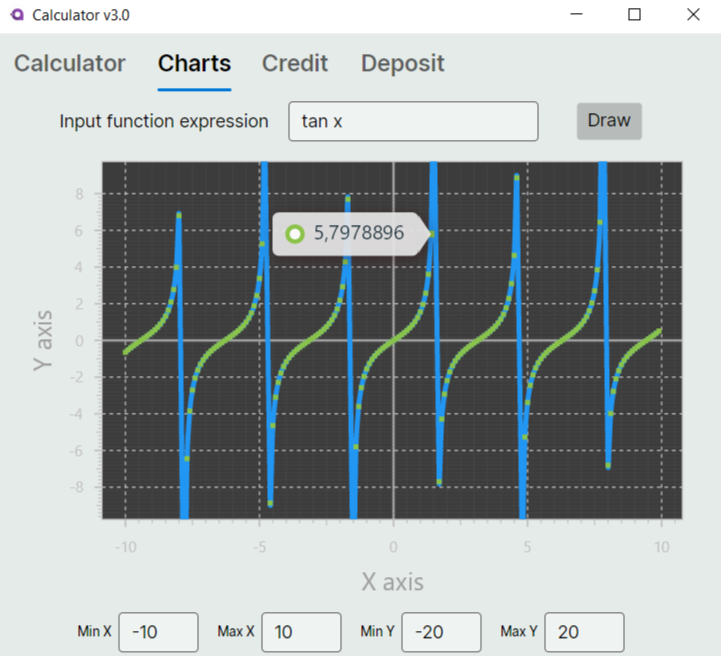 Calculator v3.0
Calculator Charts Credit Deposit
Input function expression tan x Draw
8
6
5,7978896
4
2
0
-2
-4
-6
-8
Y axis
-10 -5 0 5 10
X axis
Min X -10 Max X 10 Min Y -20 Max Y 20